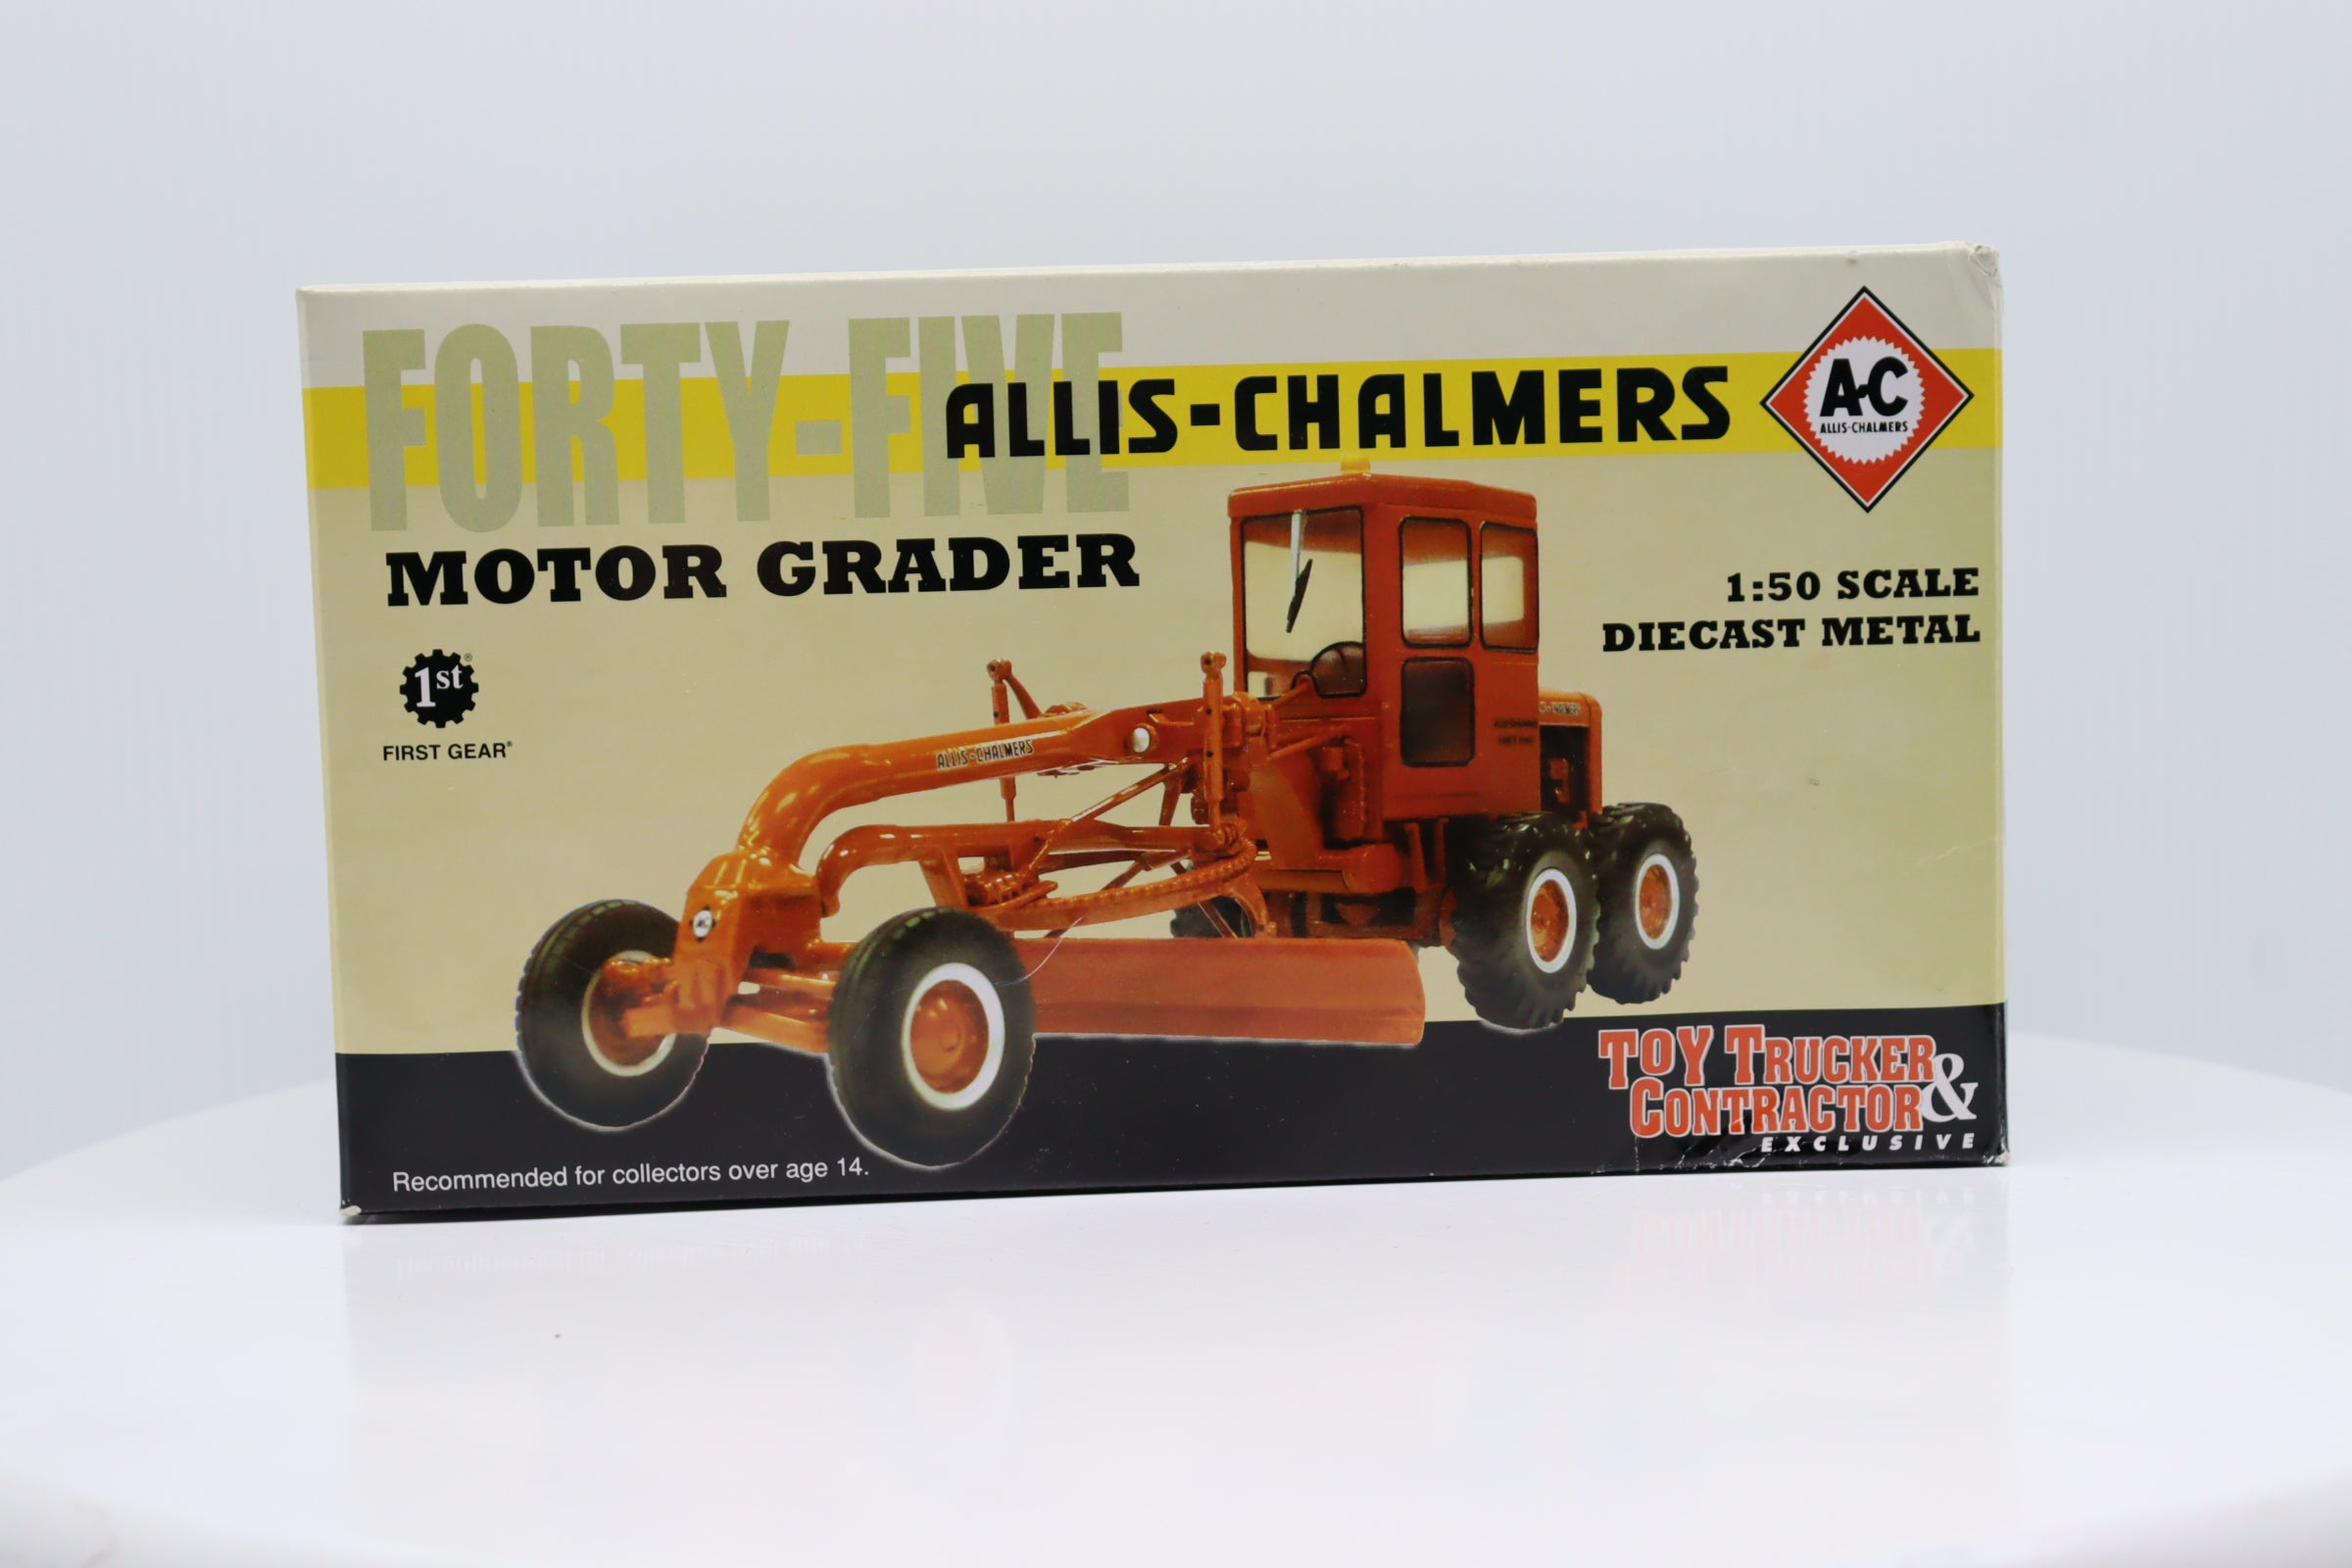 FORTY-FIVE
ALLIS-CHALMERS
A-C
ALLIS-CHALMERS
MOTOR GRADER
1:50 SCALE
DIECAST METAL
1st®
FIRST GEAR®
ALLIS-CHALMERS
TOY TRUCKER &
CONTRACTOR
EXCLUSIVE
Recommended for collectors over age 14.